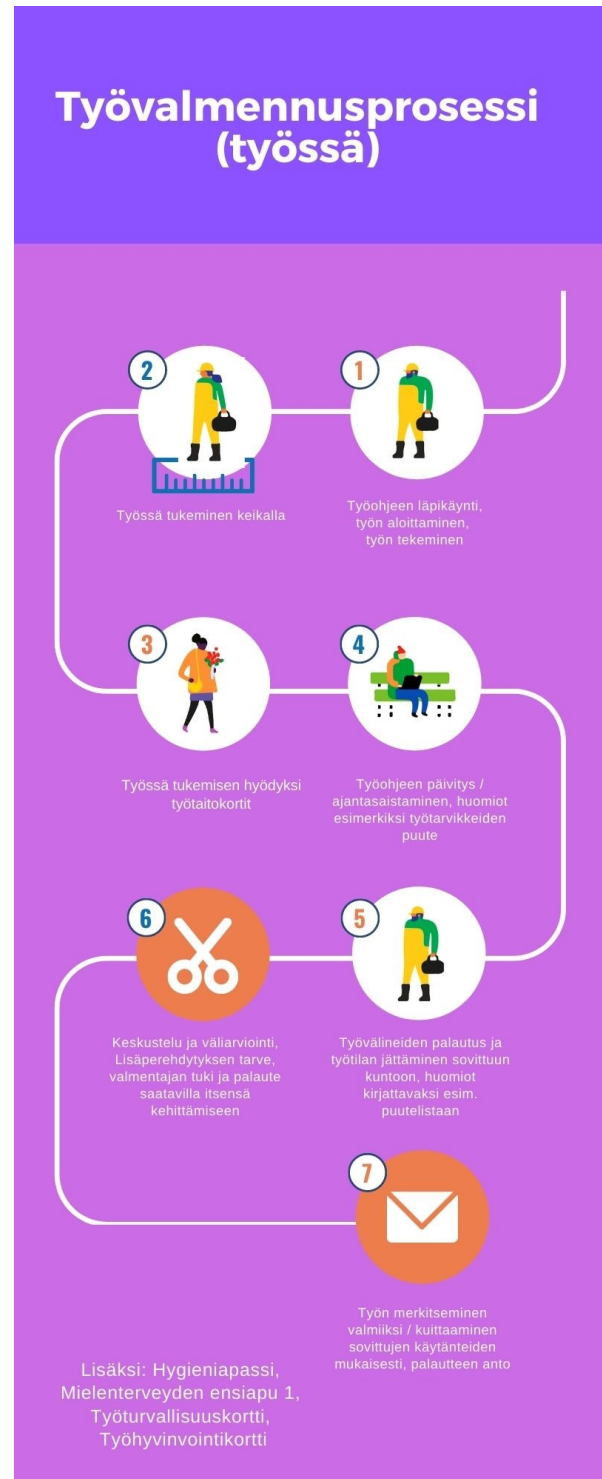 Työvalmennusprosessi
(työssä)
1
Työohjeen läpikäynti,
työn aloittaminen,
työn tekeminen
2
Työssä tukeminen keikalla
3
Työssä tukemisen hyödyksi
työtaitokortit
4
Työohjeen päivitys /
ajantasaistaminen, huomiot
esimerkiksi työtarvikkeiden
puute
5
Työvälineiden palautus ja
työtilan jättäminen sovittuun
kuntoon, huomiot
kirjattavaksi esim.
puutelistaan
6
Keskustelu ja väliarviointi,
Lisäperehdytyksen tarve,
valmentajan tuki ja palaute
saatavilla itsensä
kehittämiseen
7
Työn merkitseminen
valmiiksi / kuittaaminen
sovittujen käytänteiden
mukaisesti, palautteen anto
Lisäksi: Hygieniapassi,
Mielenterveyden ensiapu 1,
Työturvallisuuskortti,
Työhyvinvointikortti